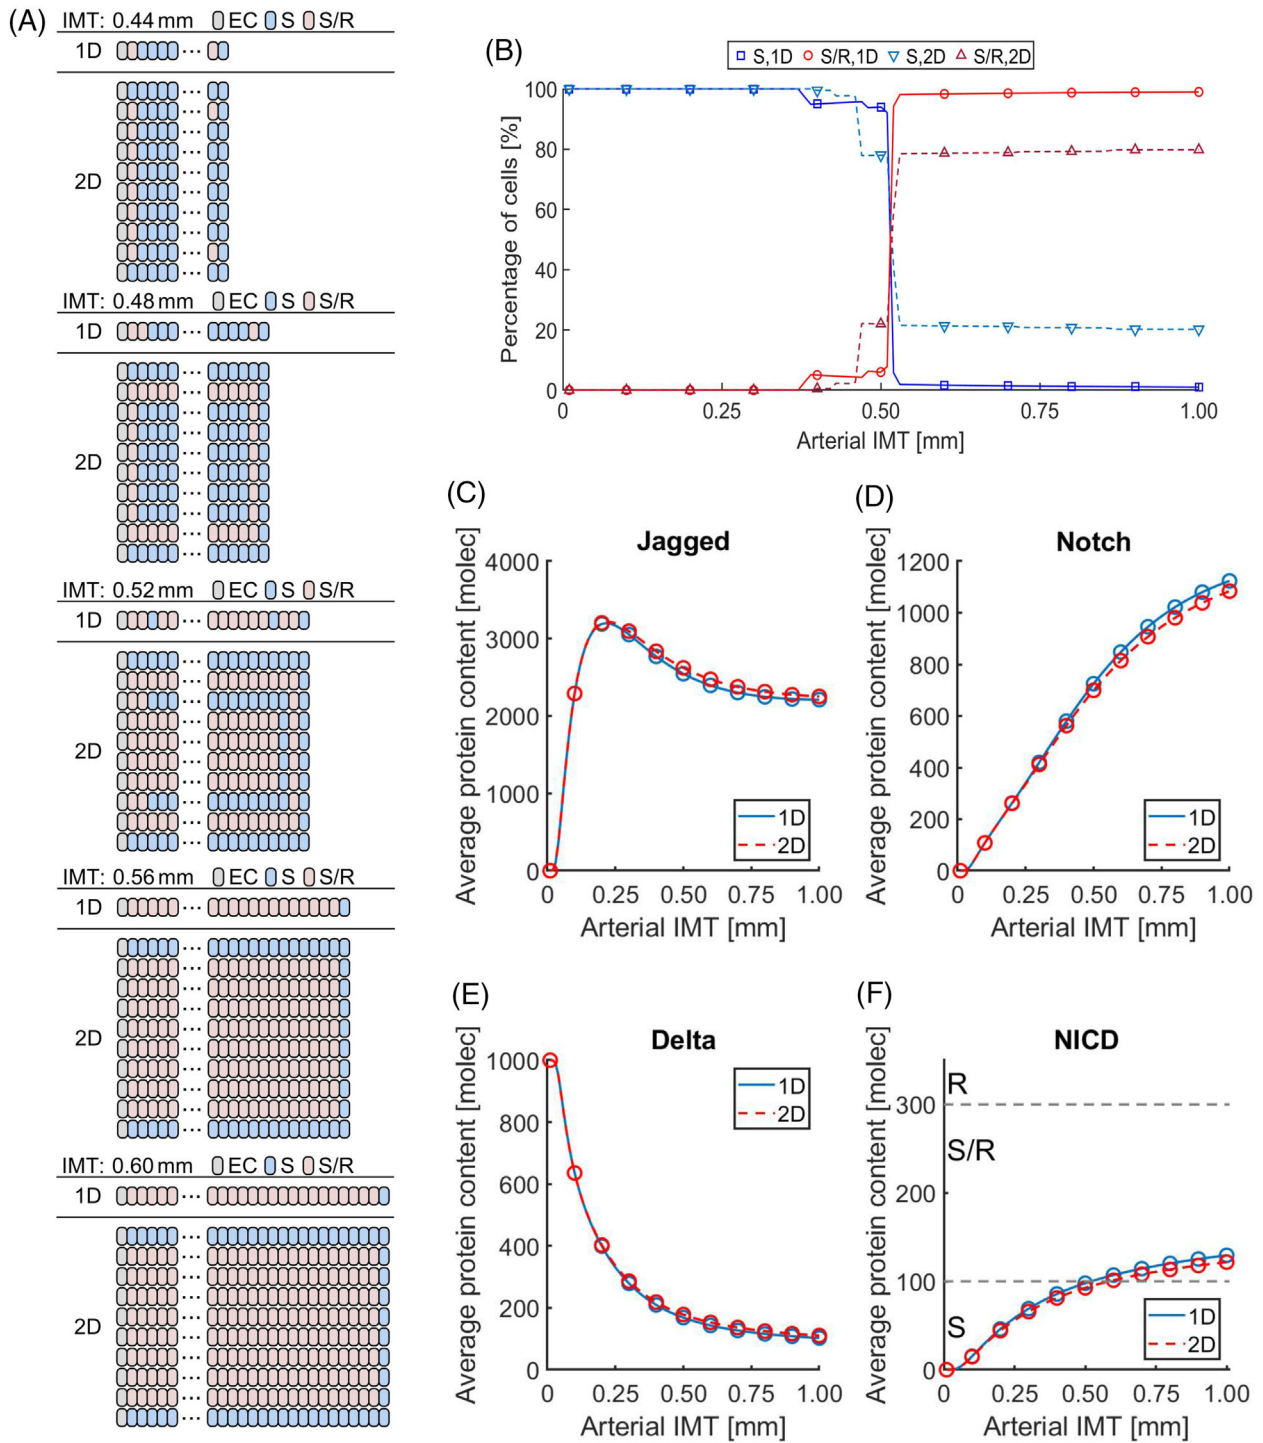 (A)
IMT: 0.44 mm EC S S/R
1D
...
2D
...
...
...
...
...
...
...
...
...
...
IMT: 0.48 mm EC S S/R
1D
...
2D
...
...
...
...
...
...
...
...
...
...
IMT: 0.52 mm EC S S/R
1D
...
2D
...
...
...
...
...
...
...
...
...
...
IMT: 0.56 mm EC S S/R
1D
...
2D
...
...
...
...
...
...
...
...
...
...
IMT: 0.60 mm EC S S/R
1D
...
2D
...
...
...
...
...
...
...
...
...
...
(B)
S,1D S/R,1D S,2D S/R,2D
Percentage of cells [%]
100
80
60
40
20
0
0 0.25 0.50 0.75 1.00
Arterial IMT [mm]
(C)
Jagged
Average protein content [molec]
4000
3000
2000
1000
0
1D
2D
0 0.25 0.50 0.75 1.00
Arterial IMT [mm]
(D)
Notch
Average protein content [molec]
1200
1000
800
600
400
200
0
1D
2D
0 0.25 0.50 0.75 1.00
Arterial IMT [mm]
(E)
Delta
Average protein content [molec]
1000
800
600
400
200
0
1D
2D
0 0.25 0.50 0.75 1.00
Arterial IMT [mm]
(F)
NICD
Average protein content [molec]
R
300
S/R
200
100
S
0
1D
2D
0 0.25 0.50 0.75 1.00
Arterial IMT [mm]